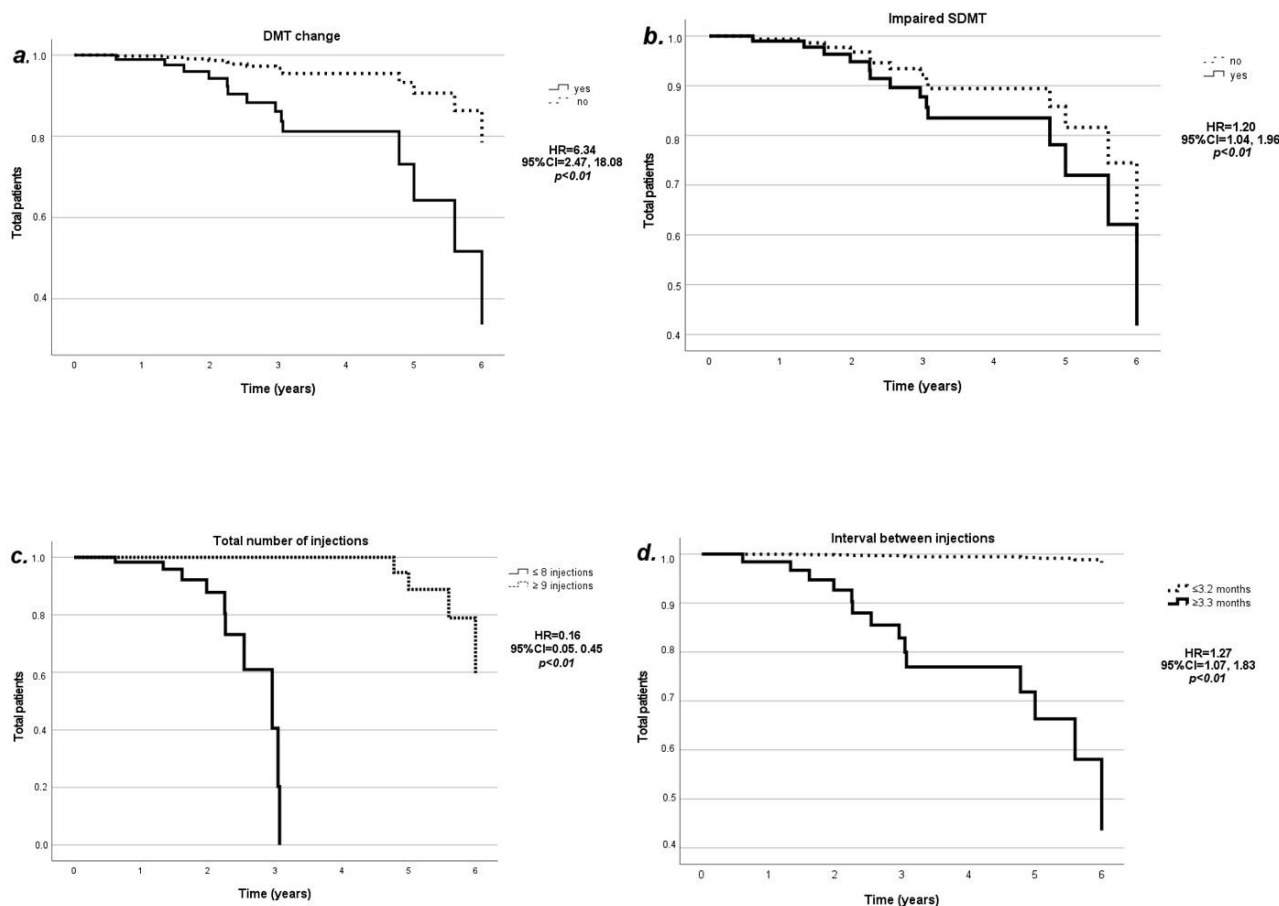 a.
DMT change
1.0
0.8
0.6
0.4
Total patients
0 1 2 3 4 5 6
Time (years)
yes
no
HR=6.34
95%CI=2.47, 18.08
p<0.01
b.
Impaired SDMT
1.0
0.9
0.8
0.7
0.6
0.5
0.4
Total patients
0 1 2 3 4 5 6
Time (years)
no
yes
HR=1.20
95%CI=1.04, 1.96
p<0.01
c.
Total number of injections
1.0
0.8
0.6
0.4
0.2
0.0
Total patients
0 1 2 3 4 5 6
Time (years)
≤ 8 injections
≥ 9 injections
HR=0.16
95%CI=0.05. 0.45
p<0.01
d.
Interval between injections
1.0
0.9
0.8
0.7
0.6
0.5
0.4
Total patients
0 1 2 3 4 5 6
Time (years)
≤3.2 months
≥3.3 months
HR=1.27
95%CI=1.07, 1.83
p<0.01